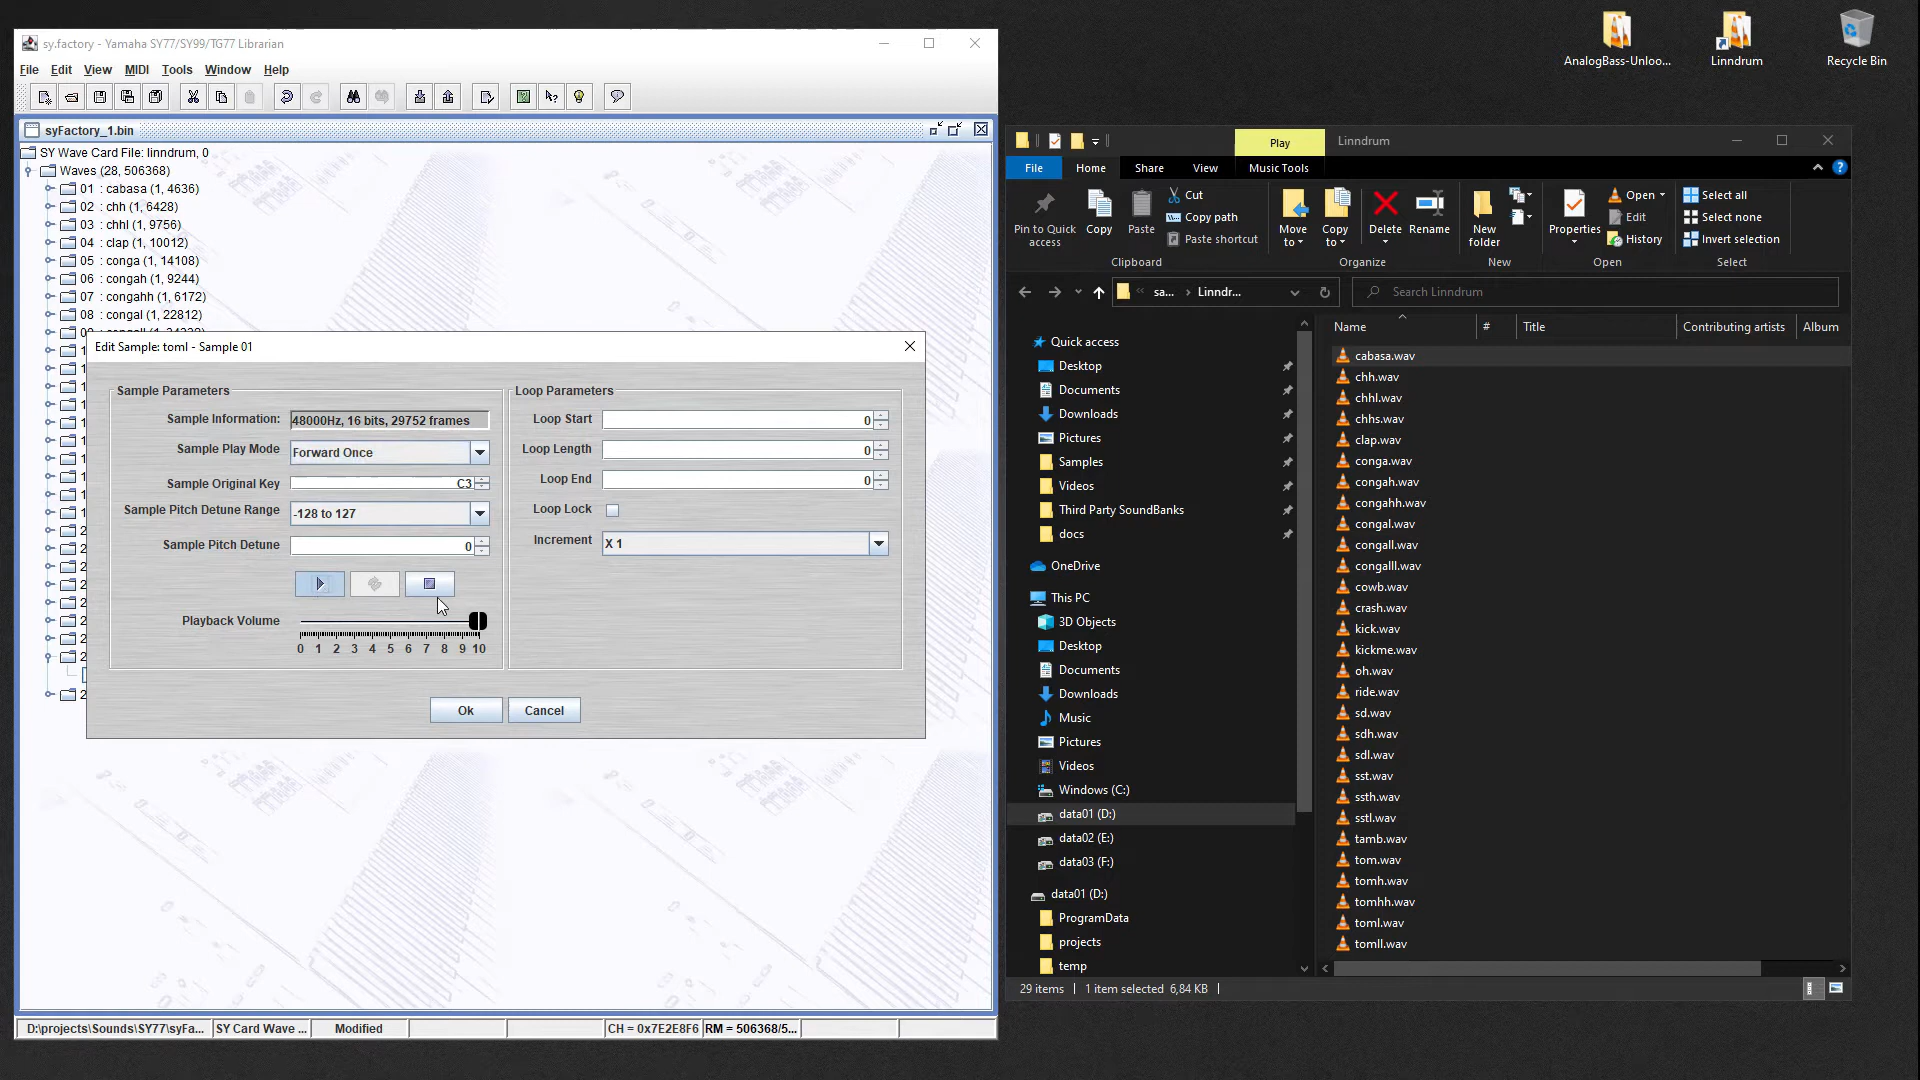 sy.factory - Yamaha SY77/SY99/TG77 Librarian
File Edit View MIDI Tools Window Help
syFactory_1.bin
SY Wave Card File: linndrum, 0
Waves (28, 506368)
01 : cabasa (1, 4636)
02 : chh (1, 6428)
03 : chhl (1, 9756)
04 : clap (1, 10012)
05 : conga (1, 14108)
06 : congah (1, 9244)
07 : congahh (1, 6172)
08 : congal (1, 22812)
Edit Sample: toml - Sample 01
Sample Parameters
Sample Information: 48000Hz, 16 bits, 29752 frames
Sample Play Mode Forward Once
Sample Original Key C3
Sample Pitch Detune Range -128 to 127
Sample Pitch Detune 0
Playback Volume
0 1 2 3 4 5 6 7 8 9 10
Loop Parameters
Loop Start 0
Loop Length 0
Loop End 0
Loop Lock
Increment X 1
Ok Cancel
D:\projects\Sounds\SY77\syFa... SY Card Wave ... Modified CH = 0x7E2E8F6 RM = 506368/5...
AnalogBass-Unloo...
Linndrum
Recycle Bin
Play Linndrum
File Home Share View Music Tools
Pin to Quick access
Copy
Paste
Cut
Copy path
Paste shortcut
Clipboard
Move to
Copy to
Delete
Rename
Organize
New folder
New
Properties
Open
Edit
History
Open
Select all
Select none
Invert selection
Select
« sa... › Linndr...
Search Linndrum
Quick access
Desktop
Documents
Downloads
Pictures
Samples
Videos
Third Party SoundBanks
docs
OneDrive
This PC
3D Objects
Desktop
Documents
Downloads
Music
Pictures
Videos
Windows (C:)
data01 (D:)
data02 (E:)
data03 (F:)
data01 (D:)
ProgramData
projects
temp
Name # Title Contributing artists Album
cabasa.wav
chh.wav
chhl.wav
chhs.wav
clap.wav
conga.wav
congah.wav
congahh.wav
congal.wav
congall.wav
congalll.wav
cowb.wav
crash.wav
kick.wav
kickme.wav
oh.wav
ride.wav
sd.wav
sdh.wav
sdl.wav
sst.wav
ssth.wav
sstl.wav
tamb.wav
tom.wav
tomh.wav
tomhh.wav
toml.wav
tomll.wav
29 items 1 item selected 6,84 KB